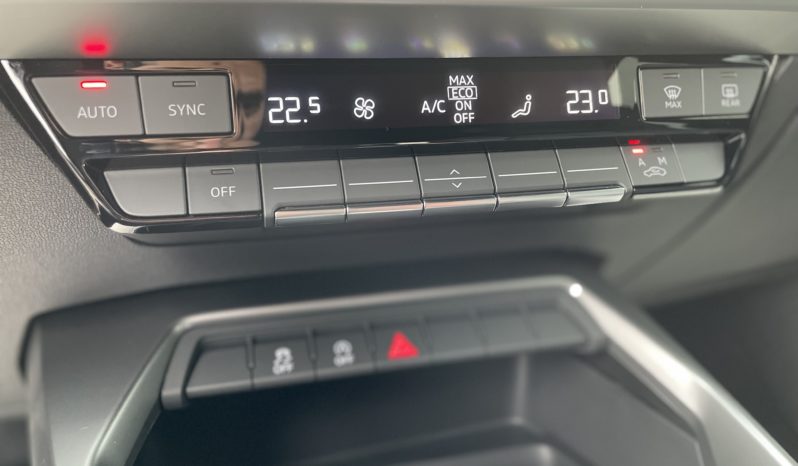 AUTO SYNC 22.5 A/C MAX ECO ON OFF 23.0 MAX REAR
OFF A M
OFF OFF